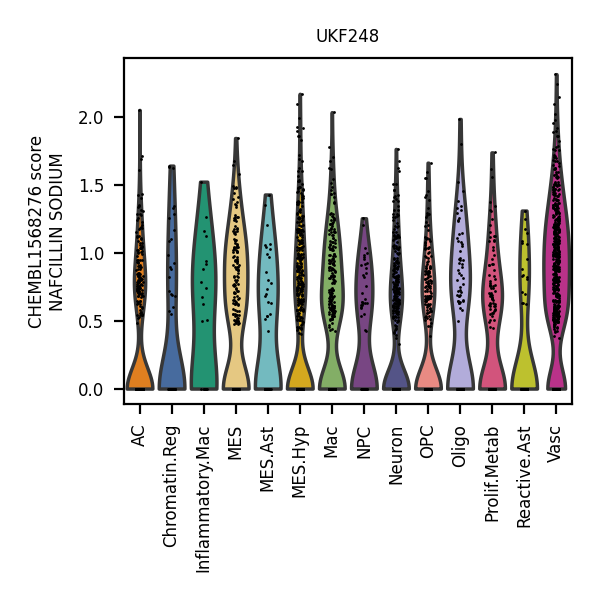 UKF248
CHEMBL1568276 score
NAFCILLIN SODIUM
2.0
1.5
1.0
0.5
0.0
AC
Chromatin.Reg
Inflammatory.Mac
MES
MES.Ast
MES.Hyp
Mac
NPC
Neuron
OPC
Oligo
Prolif.Metab
Reactive.Ast
Vasc